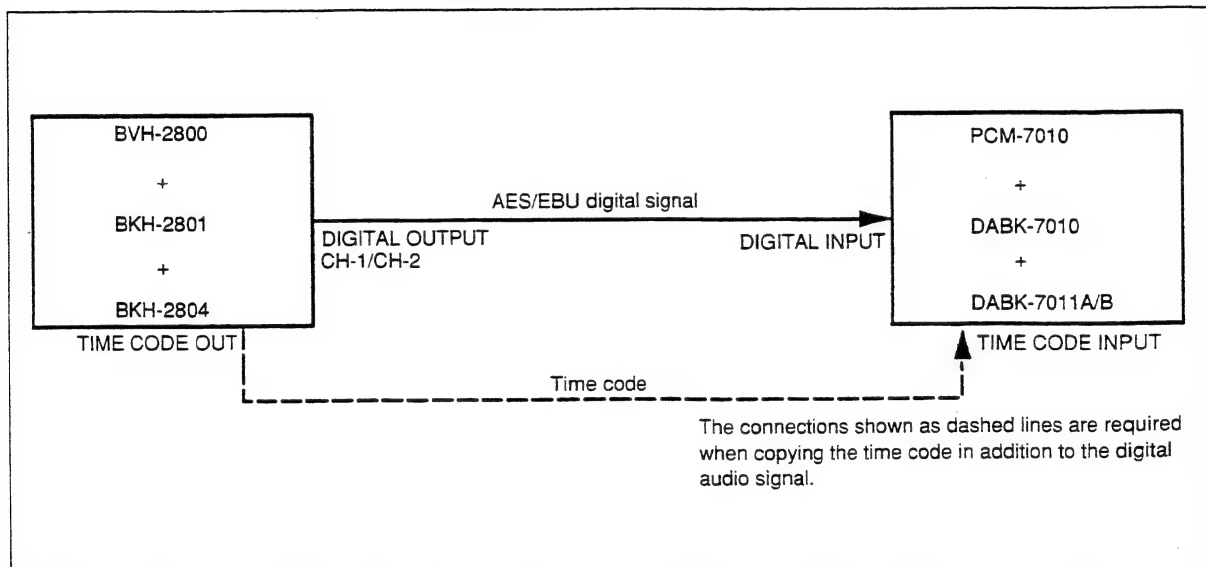 BVH-2800
+
BKH-2801
+
BKH-2804
TIME CODE OUT
AES/EBU digital signal
DIGITAL OUTPUT
CH-1/CH-2
DIGITAL INPUT
PCM-7010
+
DABK-7010
+
DABK-7011A/B
TIME CODE INPUT
Time code
The connections shown as dashed lines are required
when copying the time code in addition to the digital
audio signal.